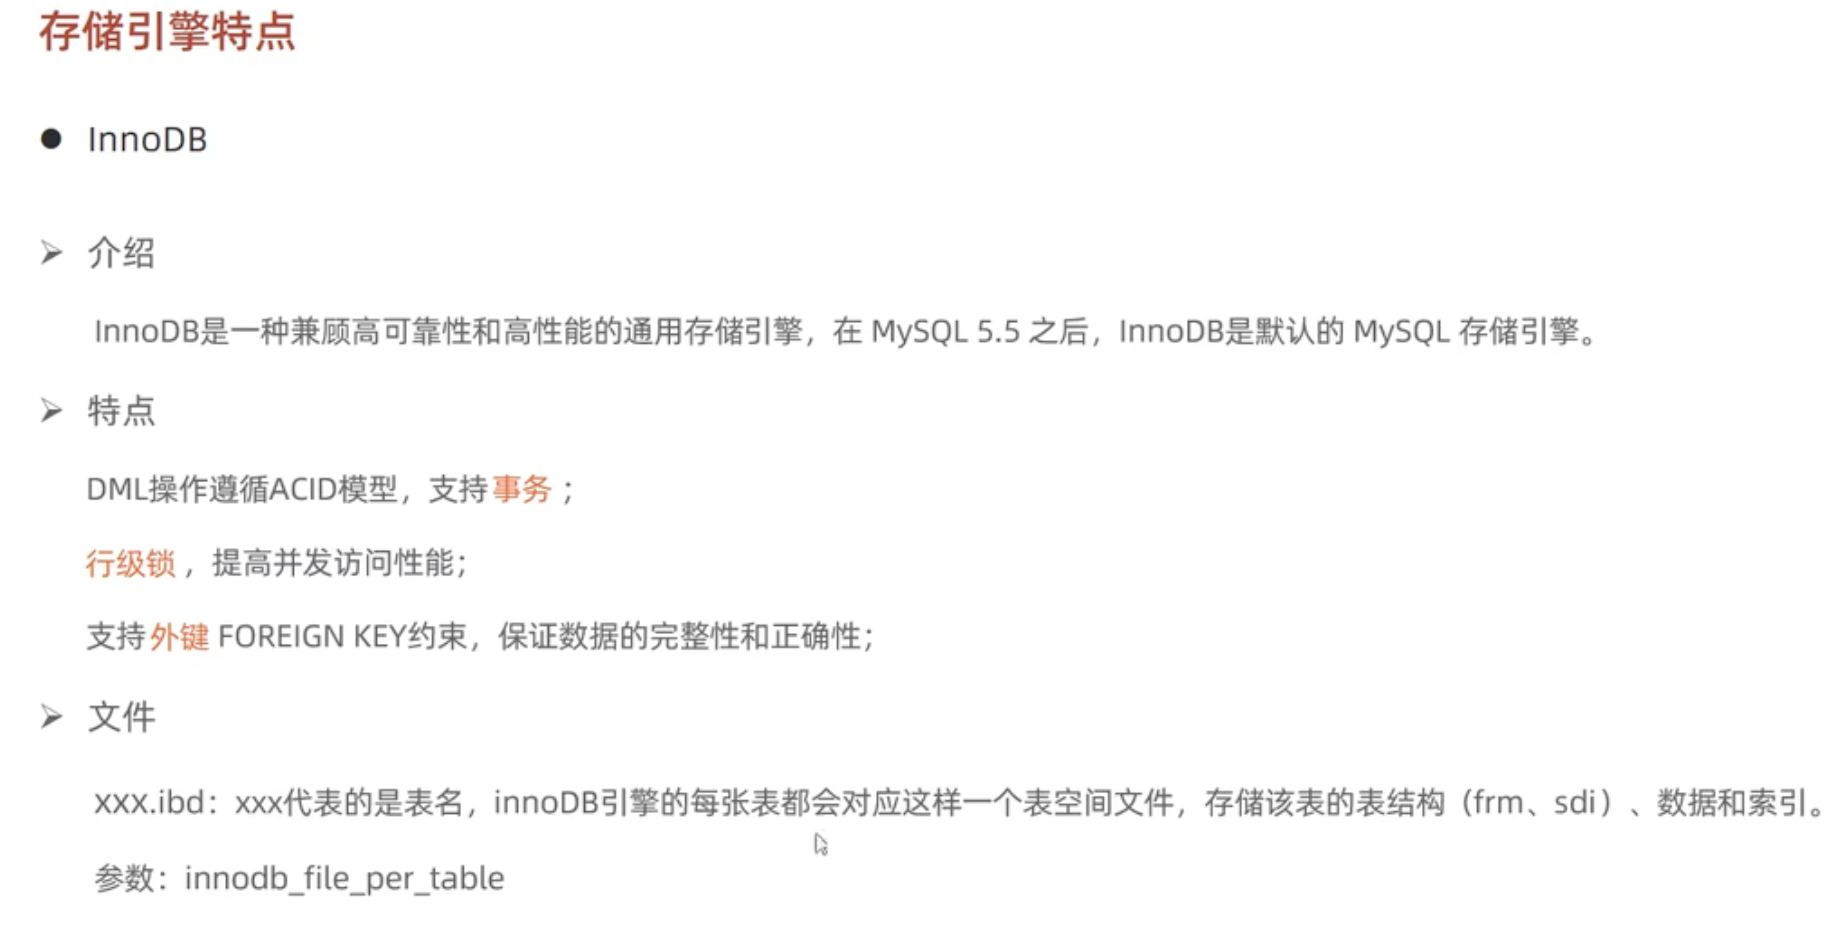 存储引擎特点
● InnoDB
➢ 介绍
InnoDB是一种兼顾高可靠性和高性能的通用存储引擎，在 MySQL 5.5 之后，InnoDB是默认的 MySQL 存储引擎。
➢ 特点
DML操作遵循ACID模型，支持事务；
行级锁，提高并发访问性能；
支持外键 FOREIGN KEY约束，保证数据的完整性和正确性；
➢ 文件
xxx.ibd：xxx代表的是表名，innoDB引擎的每张表都会对应这样一个表空间文件，存储该表的表结构（frm、sdi）、数据和索引。
参数：innodb_file_per_table